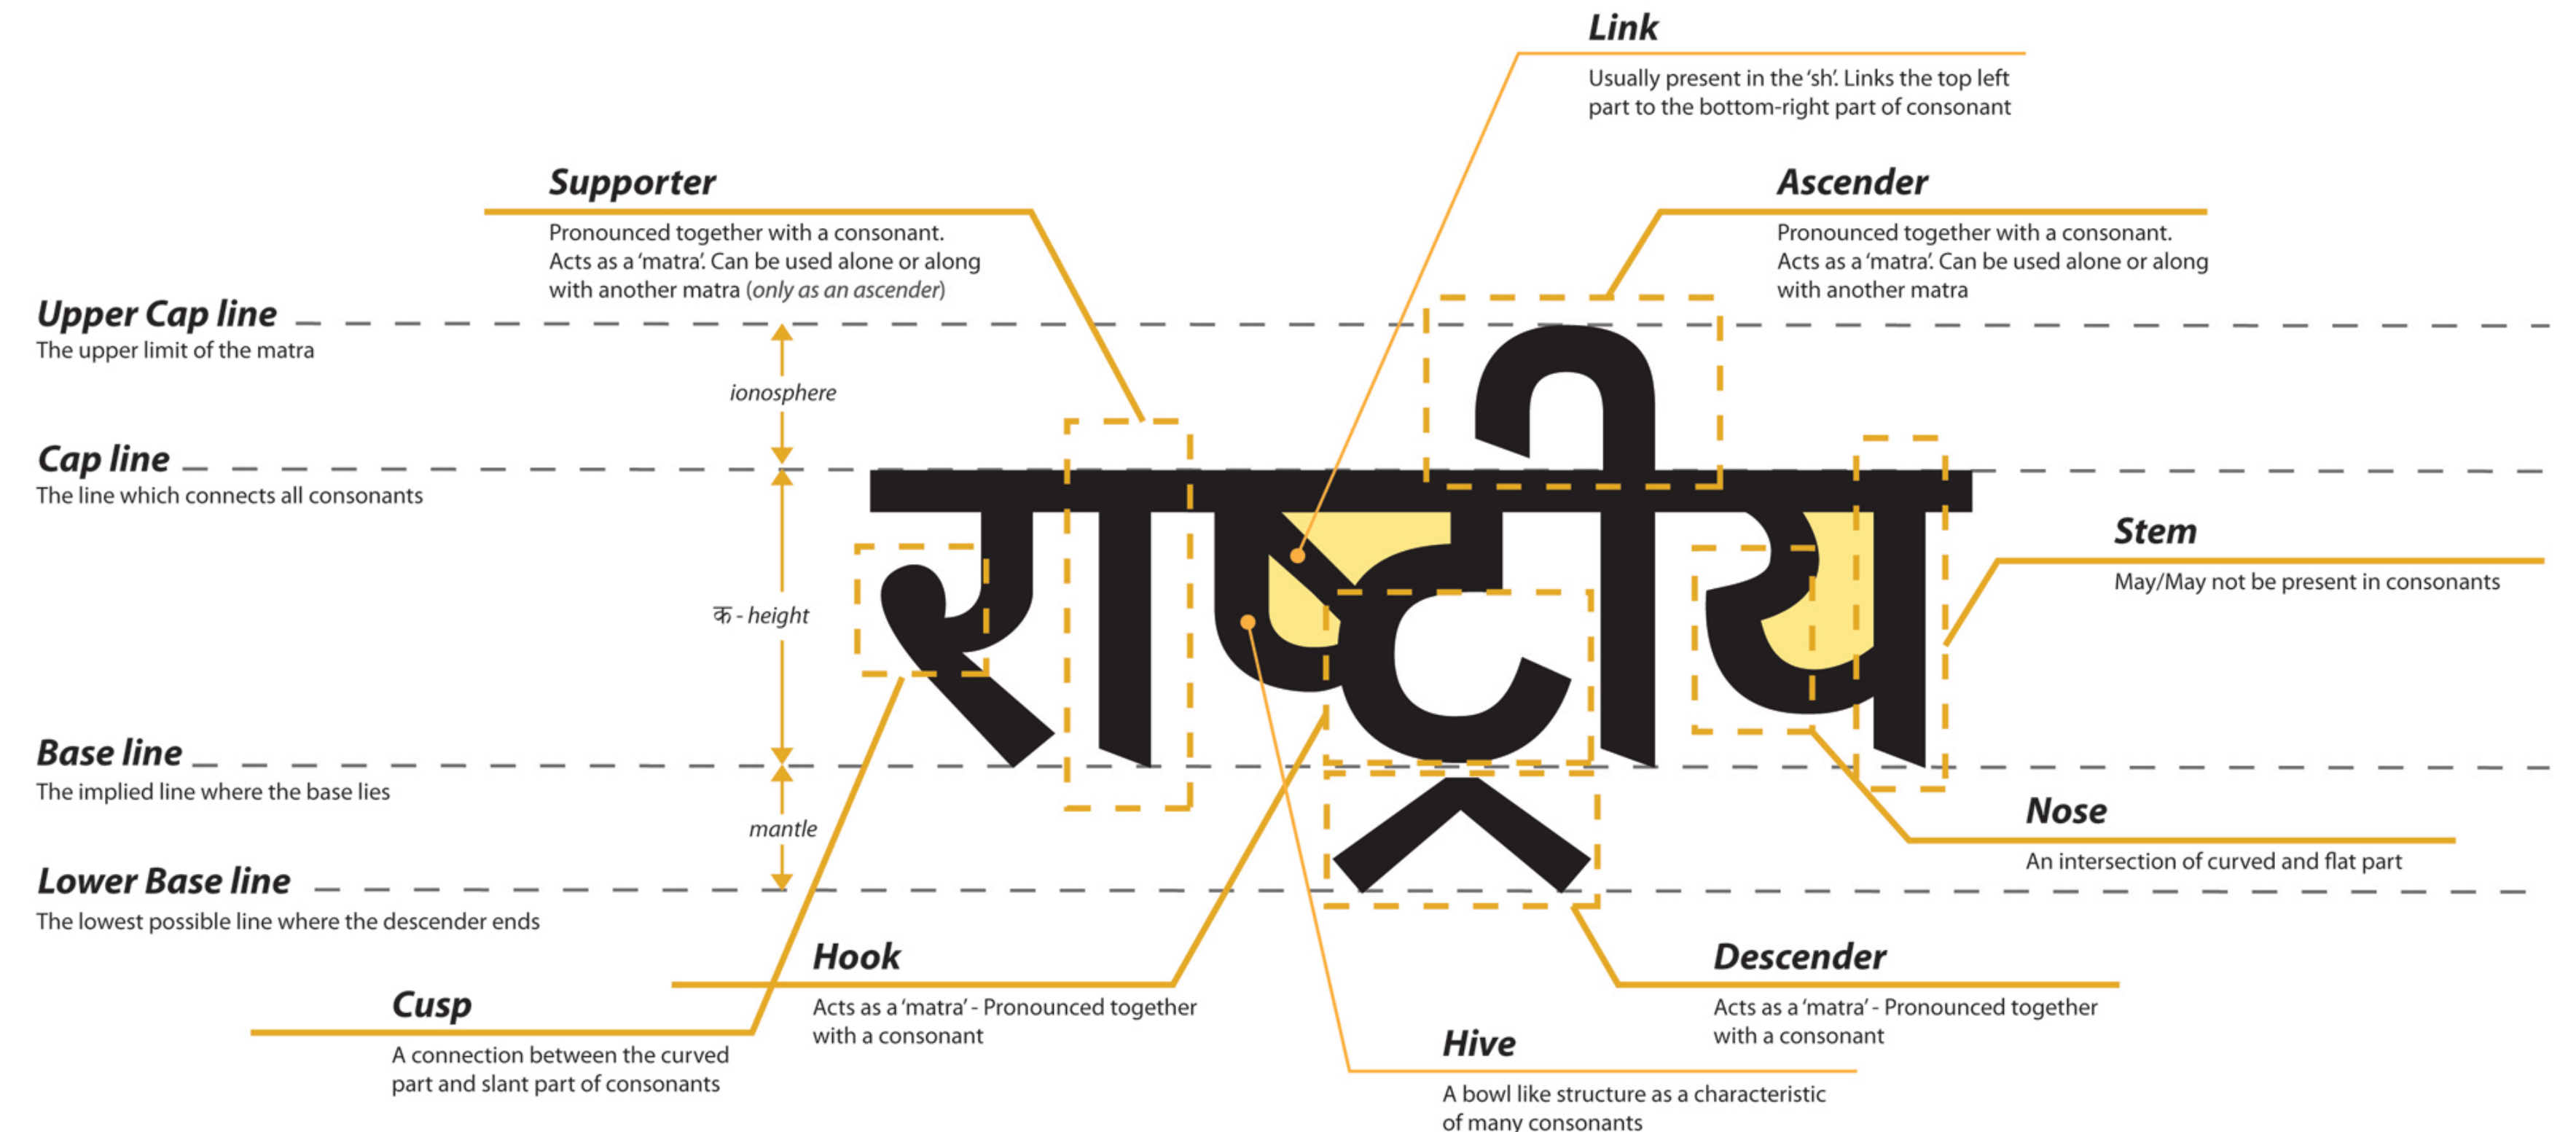 Link
Usually present in the ‘sh’. Links the top left
part to the bottom-right part of consonant
Supporter
Pronounced together with a consonant.
Acts as a ‘matra’. Can be used alone or along
with another matra (only as an ascender)
Ascender
Pronounced together with a consonant.
Acts as a ‘matra’. Can be used alone or along
with another matra
Upper Cap line
The upper limit of the matra
ionosphere
Cap line
The line which connects all consonants
राष्ट्रीय
Stem
May/May not be present in consonants
क - height
Base line
The implied line where the base lies
mantle
Nose
An intersection of curved and flat part
Lower Base line
The lowest possible line where the descender ends
Hook
Acts as a ‘matra’ - Pronounced together
with a consonant
Descender
Acts as a ‘matra’ - Pronounced together
with a consonant
Cusp
A connection between the curved
part and slant part of consonants
Hive
A bowl like structure as a characteristic
of many consonants